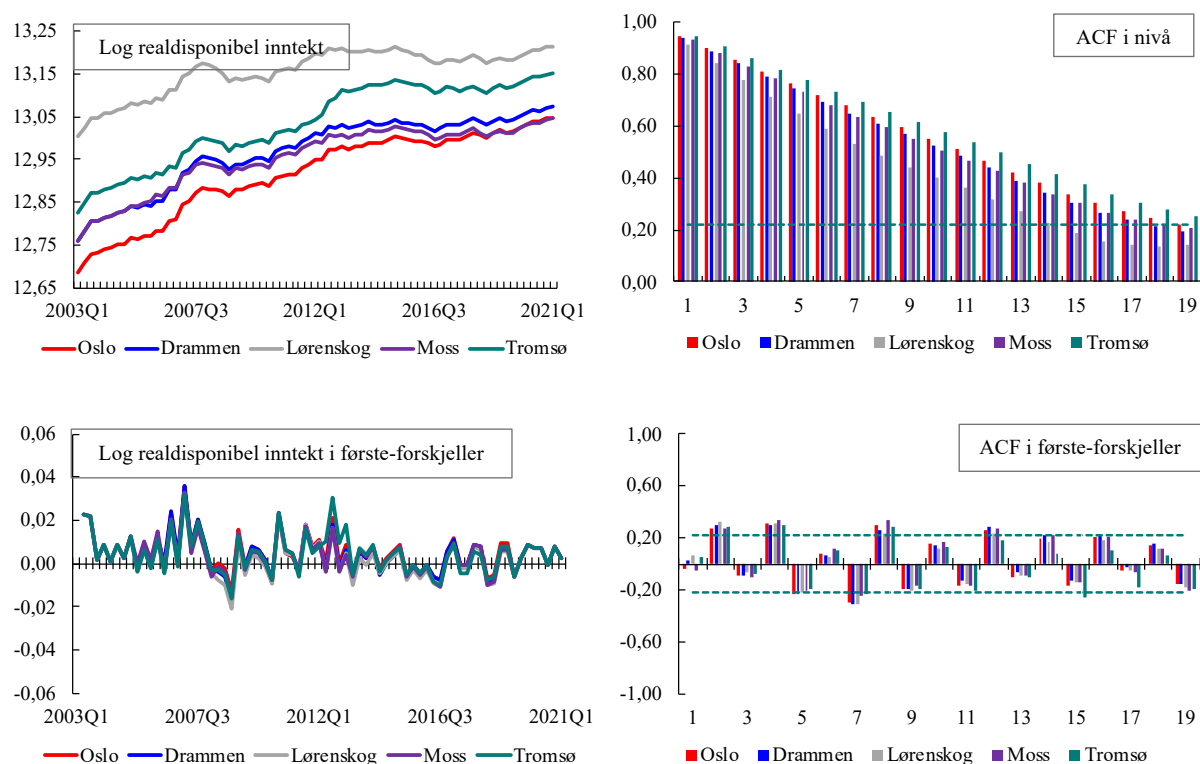 Log realdisponibel inntekt
13,25
13,15
13,05
12,95
12,85
12,75
12,65
2003Q1 2007Q3 2012Q1 2016Q3 2021Q1
Oslo Drammen Lørenskog Moss Tromsø
ACF i nivå
1,00
0,80
0,60
0,40
0,20
0,00
1 3 5 7 9 11 13 15 17 19
Oslo Drammen Lørenskog Moss Tromsø
Log realdisponibel inntekt i første-forskjeller
0,06
0,04
0,02
0,00
-0,02
-0,04
-0,06
2003Q1 2007Q3 2012Q1 2016Q3 2021Q1
Oslo Drammen Lørenskog Moss Tromsø
ACF i første-forskjeller
1,00
0,60
0,20
-0,20
-0,60
-1,00
1 3 5 7 9 11 13 15 17 19
Oslo Drammen Lørenskog Moss Tromsø